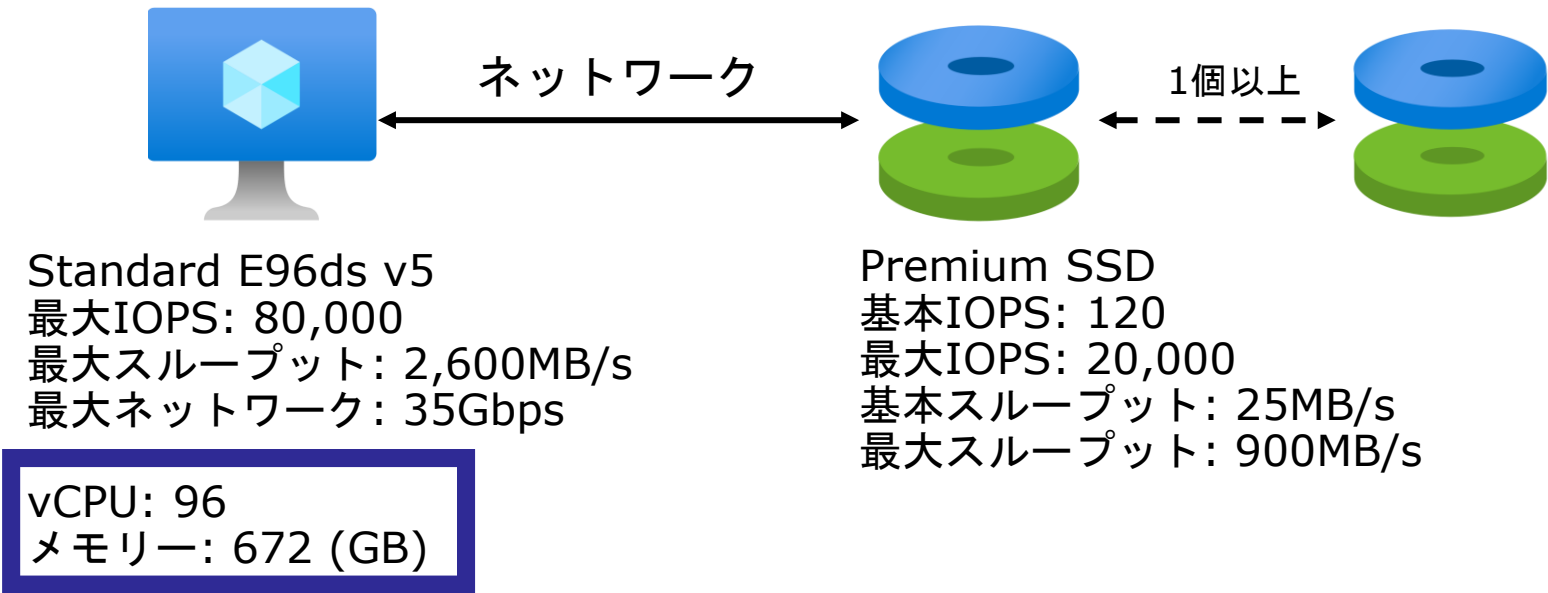 ネットワーク
1個以上
Standard E96ds v5
最大IOPS: 80,000
最大スループット: 2,600MB/s
最大ネットワーク: 35Gbps
vCPU: 96
メモリー: 672 (GB)
Premium SSD
基本IOPS: 120
最大IOPS: 20,000
基本スループット: 25MB/s
最大スループット: 900MB/s